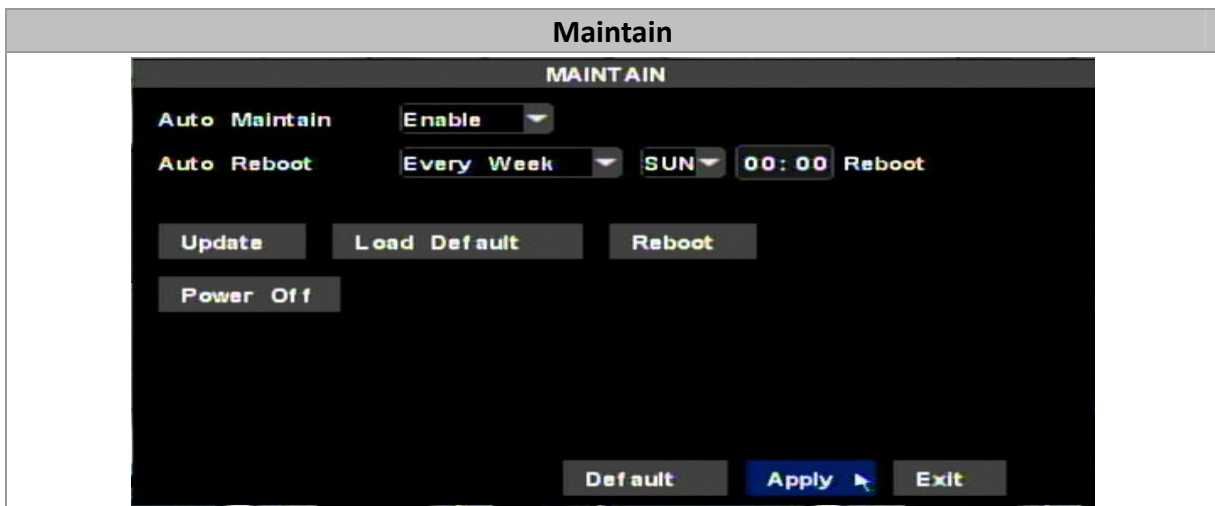 Maintain
MAINTAIN
Auto Maintain Enable
Auto Reboot Every Week SUN 00:00 Reboot
Update Load Default Reboot
Power Off
Default Apply Exit